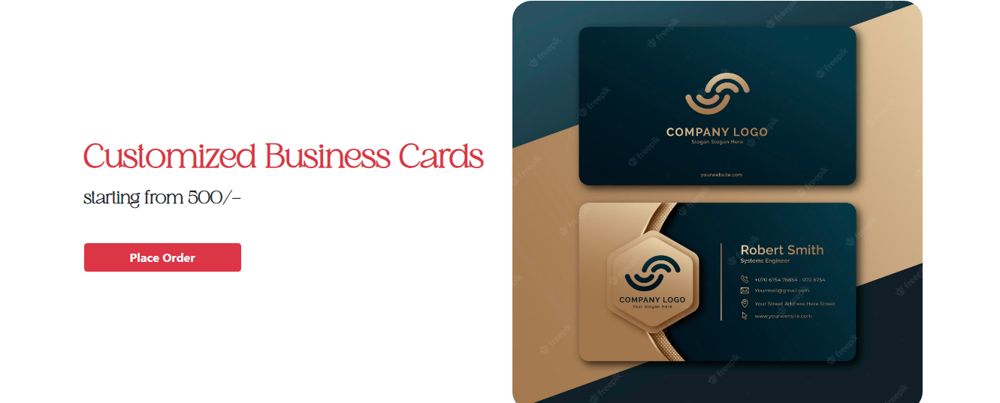 Customized Business Cards
starting from 500/-
Place Order
COMPANY LOGO
Slogan Slogan Here
yourwebsite.com
COMPANY LOGO
Your Slogan Here
Robert Smith
Systems Engineer
+070 6754 76854 - 070 6754
Yourmail@gmail.com
Your Street Address Here Street
www.yourwensite.com
freepik